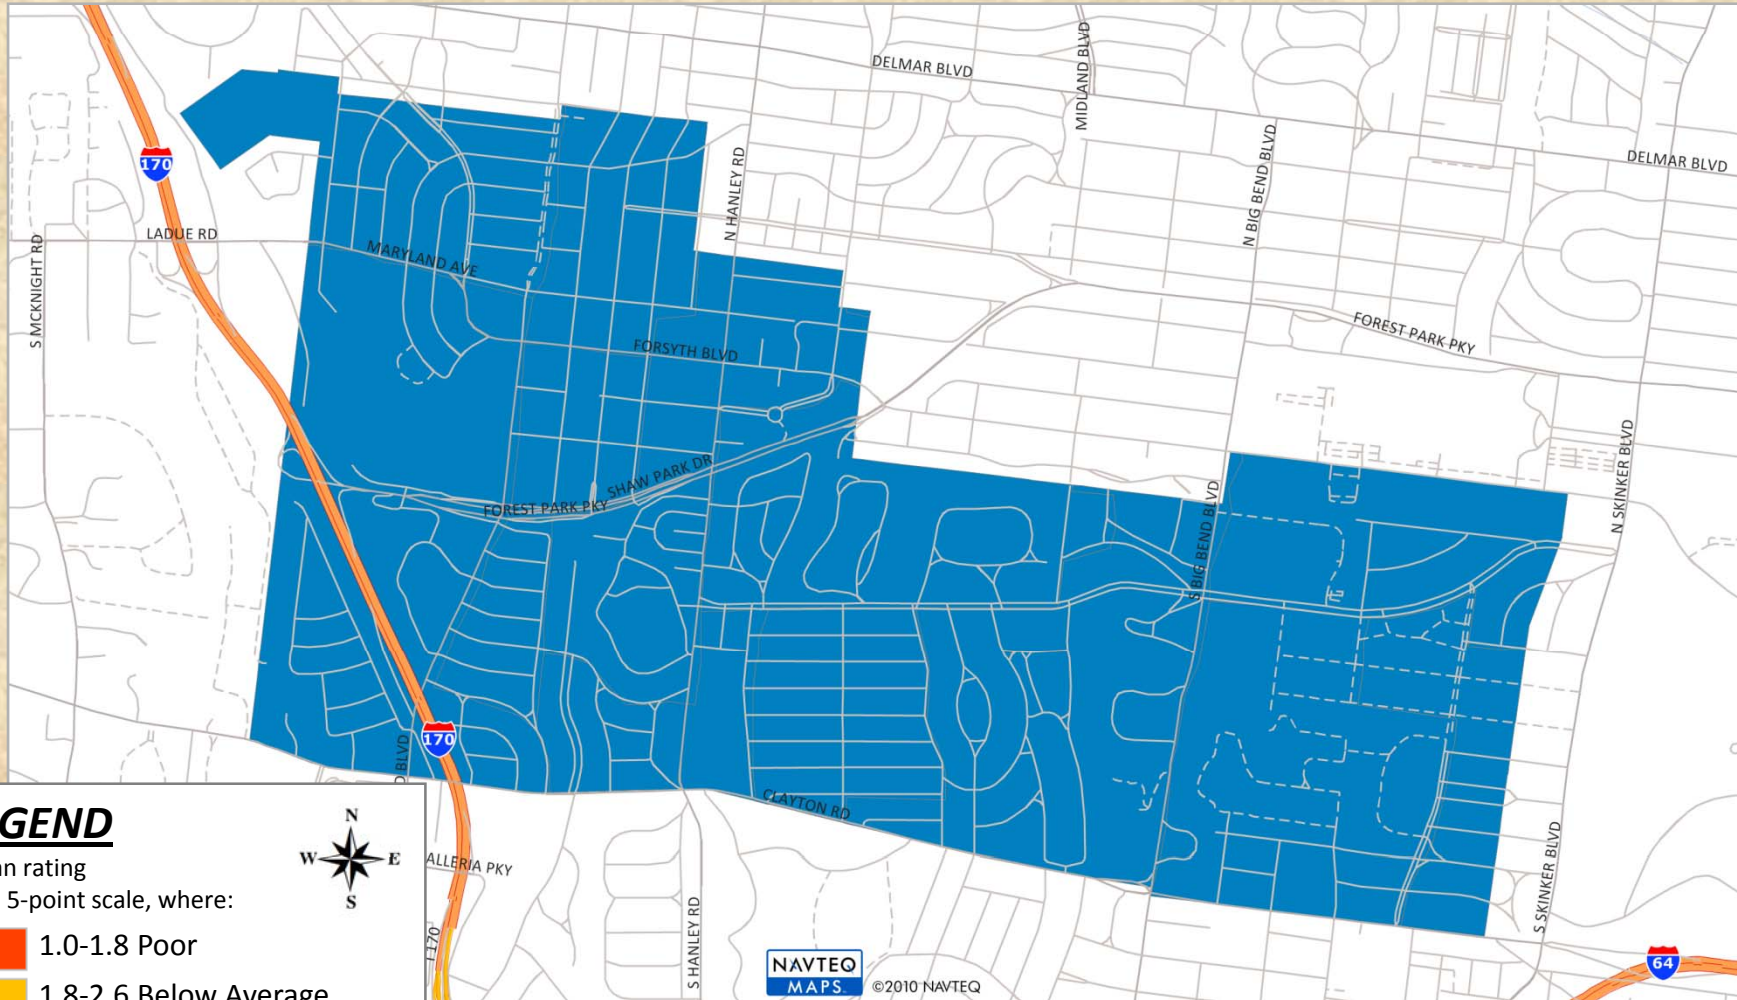 DELMAR BLVD
MIDLAND BLVD
DELMAR BLVD
170
N HANLEY RD
N BIG BEND BLVD
LADUE RD
S MCKNIGHT RD
MARYLAND AVE
FORSYTH BLVD
FOREST PARK PKY
SHAW PARK DR
FOREST PARK PKY
N SKINKER BLVD
S BIG BEND BLVD
170
D BLVD
CLAYTON RD
GEND
N
W
E
S
an rating
5-point scale, where:
1.0-1.8 Poor
1.8-2.6 Below Average
ALLERIA PKY
I 170
S HANLEY RD
S SKINKER BLVD
64
NAVTEQ
MAPS
©2010 NAVTEQ